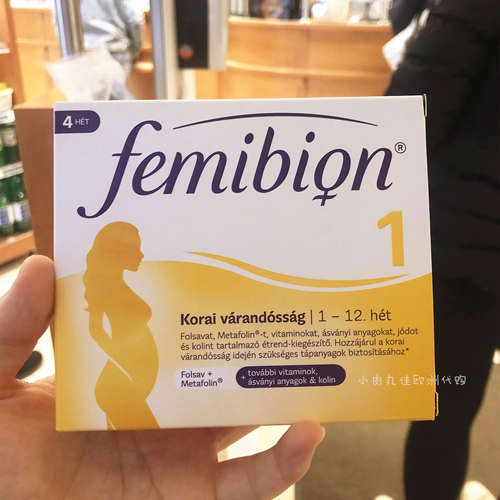 4 HÉT
femibion®
1
Korai várandósság | 1 – 12. hét
Folsavat, Metafolin®-t, vitaminokat, ásványi anyagokat, jódot
és kolint tartalmazó étrend-kiegészítő. Hozzájárul a korai
várandósság idején szükséges tápanyagok biztosításához*
Folsav +
Metafolin®
+ további vitaminok,
ásványi anyagok & kolin
小肉丸佳欧洲代购